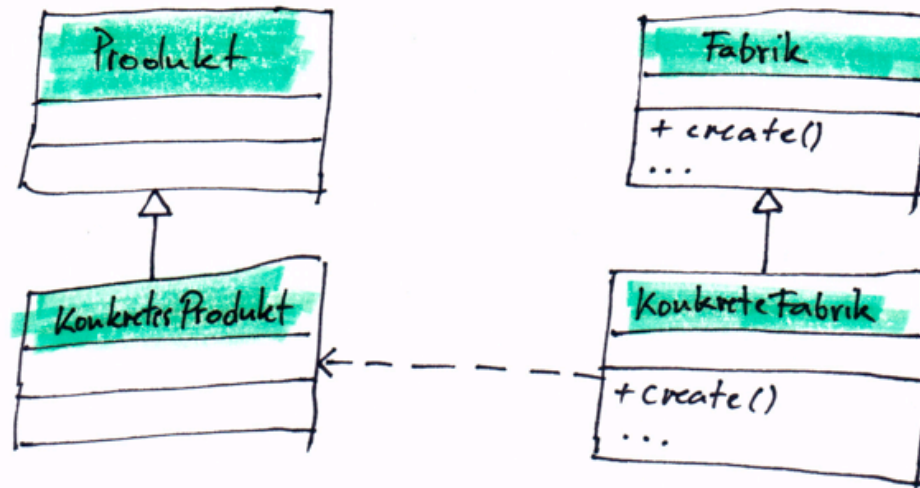 Produkt
Fabrik
+ create()
...
KonkretesProdukt
KonkreteFabrik
+ create()
...